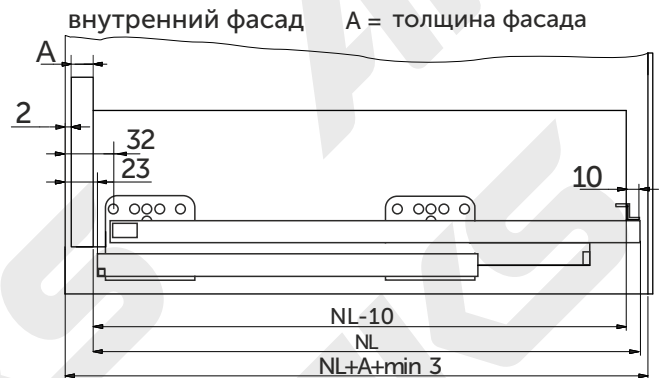 внутренний фасад A = толщина фасада
A
2
32
23
10
NL-10
NL
NL+A+min 3